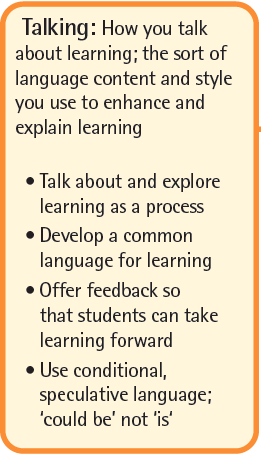 Talking: How you talk
about learning; the sort of
language content and style
you use to enhance and
explain learning
• Talk about and explore
learning as a process
• Develop a common
language for learning
• Offer feedback so
that students can take
learning forward
• Use conditional,
speculative language;
‘could be’ not ‘is‘